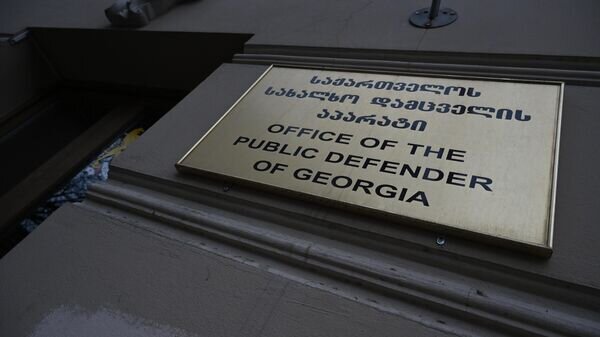 საქართველოს
სახალხო დამცველის
აპარატი
OFFICE OF THE
PUBLIC DEFENDER
OF GEORGIA